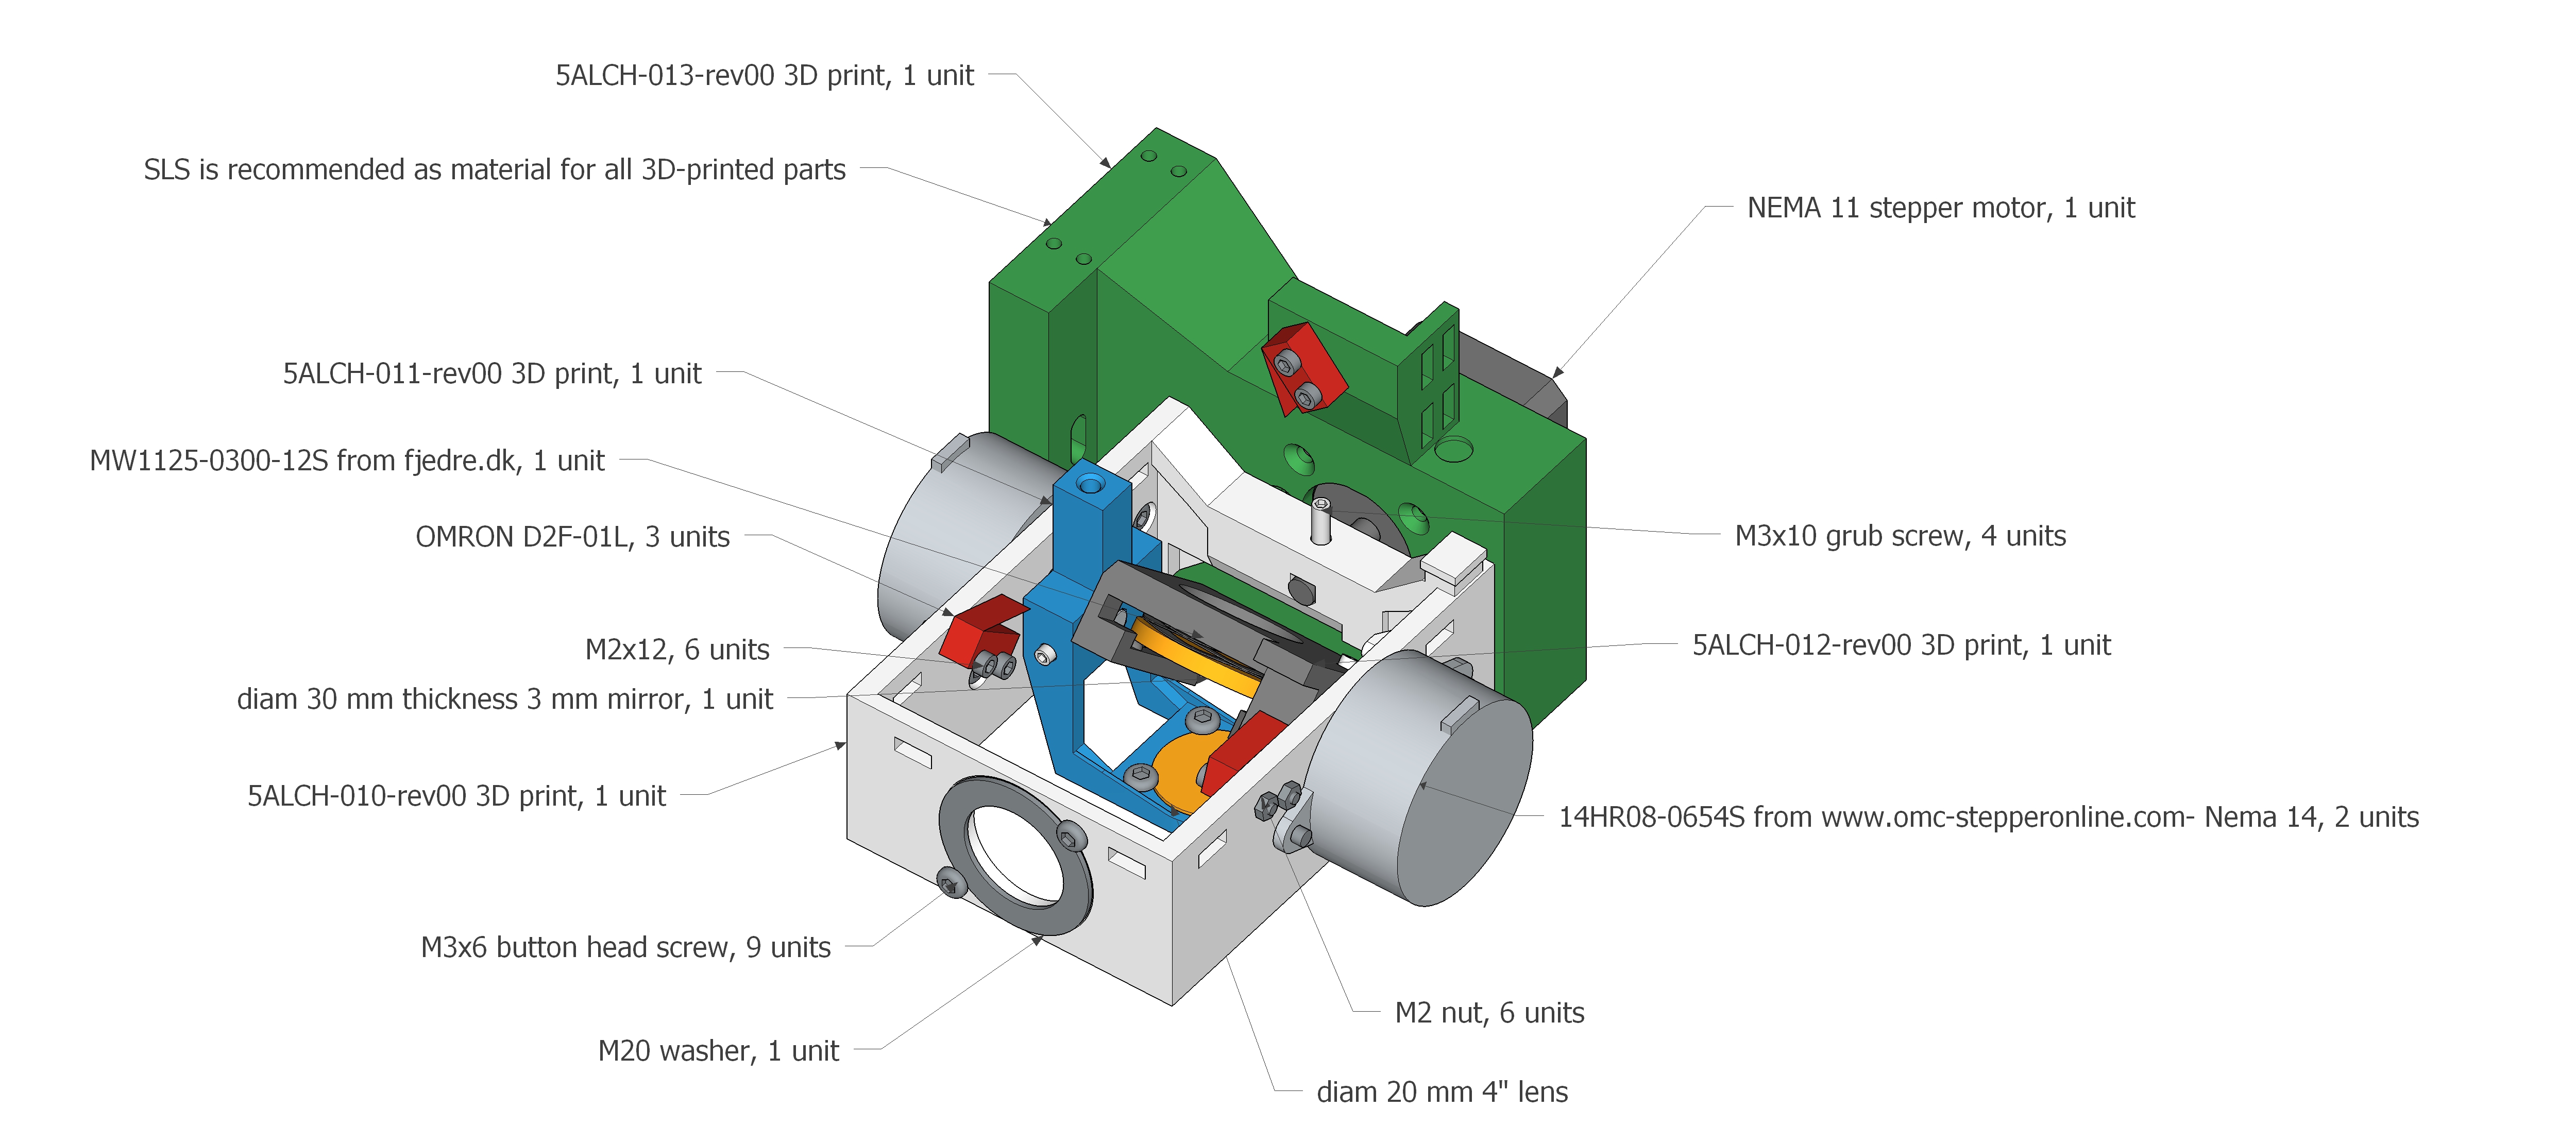 5ALCH-013-rev00 3D print, 1 unit
SLS is recommended as material for all 3D-printed parts
NEMA 11 stepper motor, 1 unit
5ALCH-011-rev00 3D print, 1 unit
MW1125-0300-12S from fjedre.dk, 1 unit
OMRON D2F-01L, 3 units
M3x10 grub screw, 4 units
M2x12, 6 units
5ALCH-012-rev00 3D print, 1 unit
diam 30 mm thickness 3 mm mirror, 1 unit
5ALCH-010-rev00 3D print, 1 unit
14HR08-0654S from www.omc-stepperonline.com- Nema 14, 2 units
M3x6 button head screw, 9 units
M2 nut, 6 units
M20 washer, 1 unit
diam 20 mm 4" lens